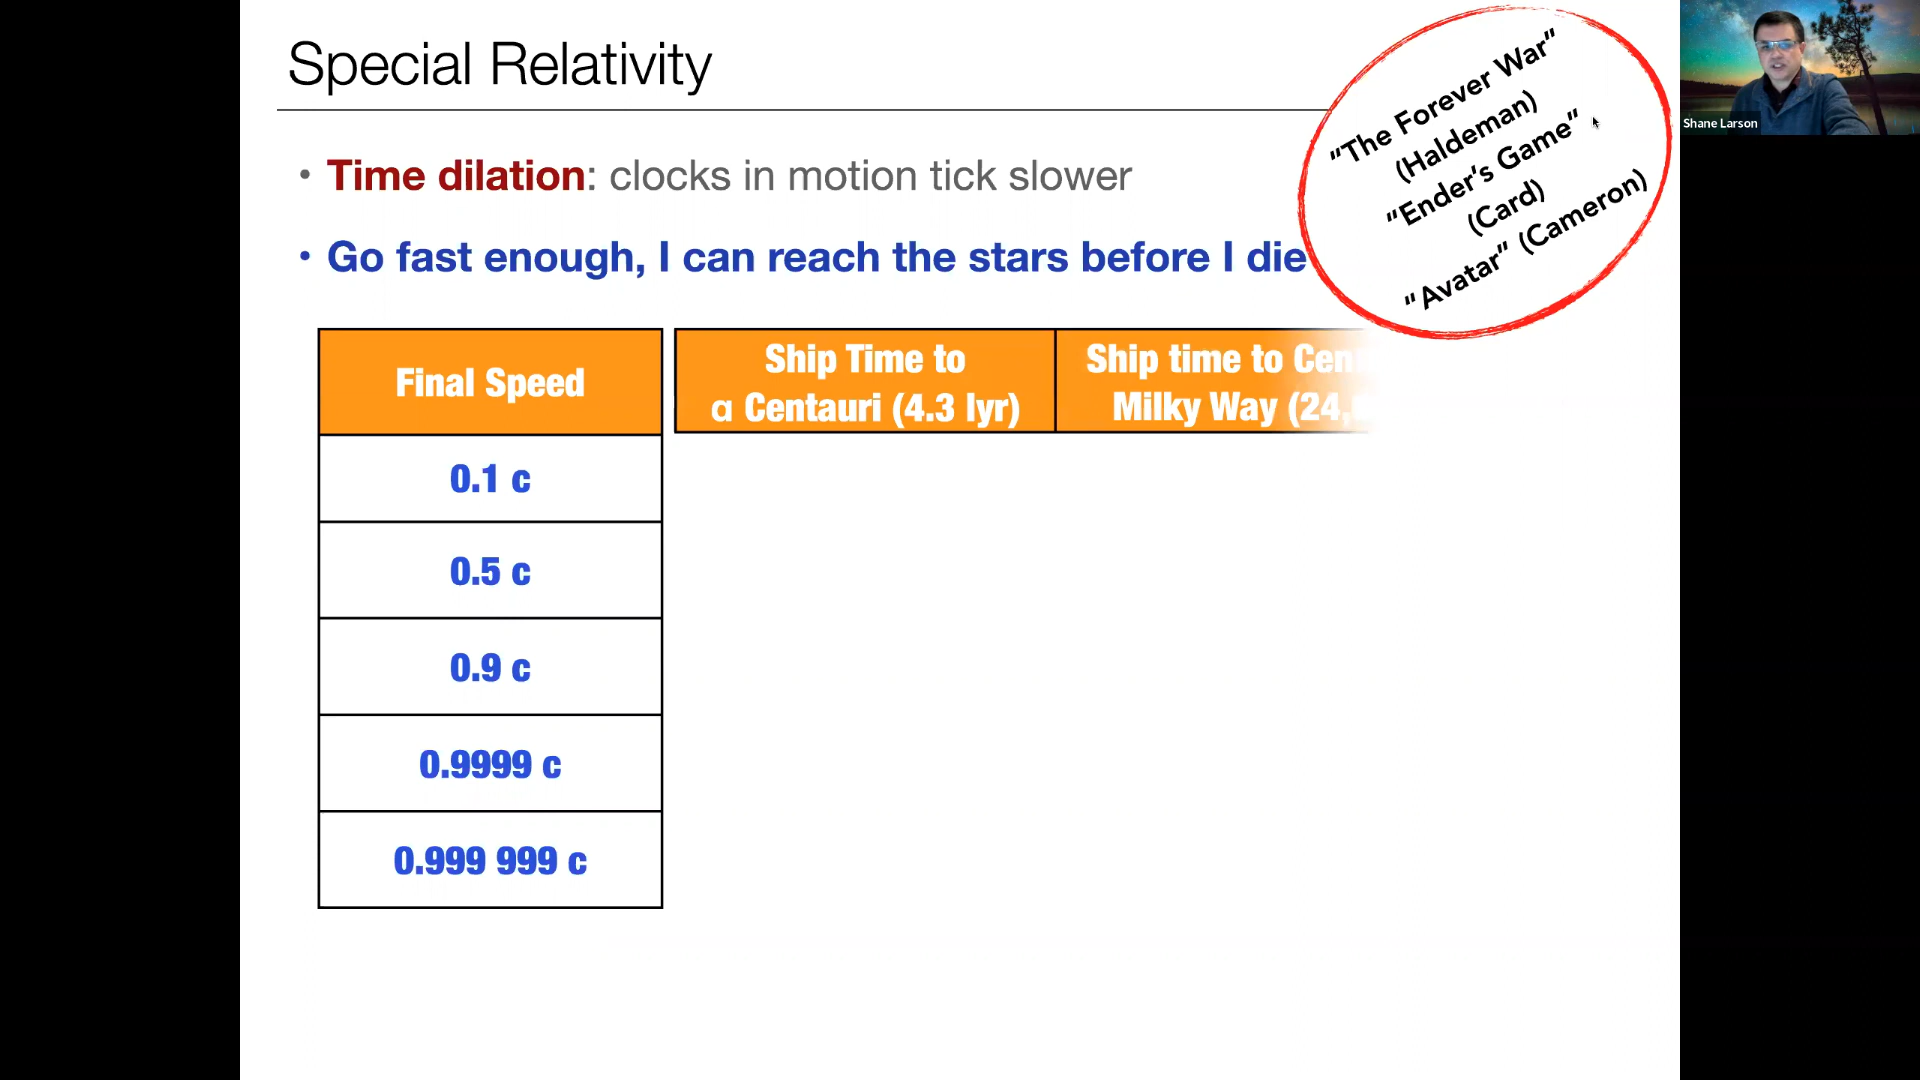 Special Relativity
“The Forever War”
(Haldeman)
“Ender’s Game”
(Card)
“Avatar” (Cameron)
Shane Larson
• Time dilation: clocks in motion tick slower
• Go fast enough, I can reach the stars before I die
Final Speed
Ship Time to
α Centauri (4.3 lyr)
Ship time to Cen
Milky Way (24,
0.1 c
0.5 c
0.9 c
0.9999 c
0.999 999 c